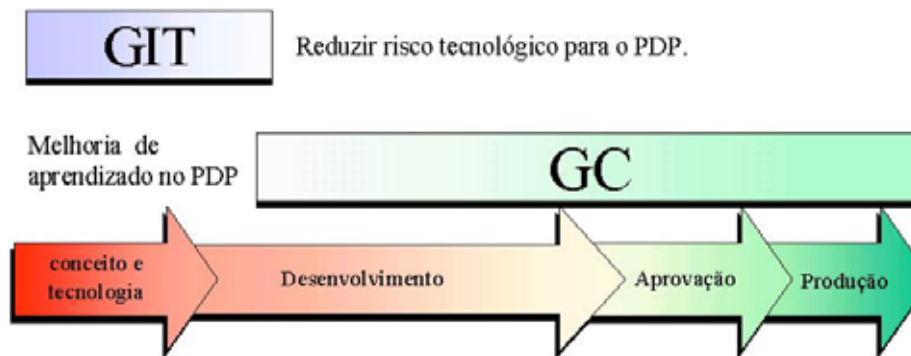 GIT
Reduzir risco tecnológico para o PDP.
Melhoria de
aprendizado no PDP
GC
conceito e
tecnologia
Desenvolvimento
Aprovação
Produção